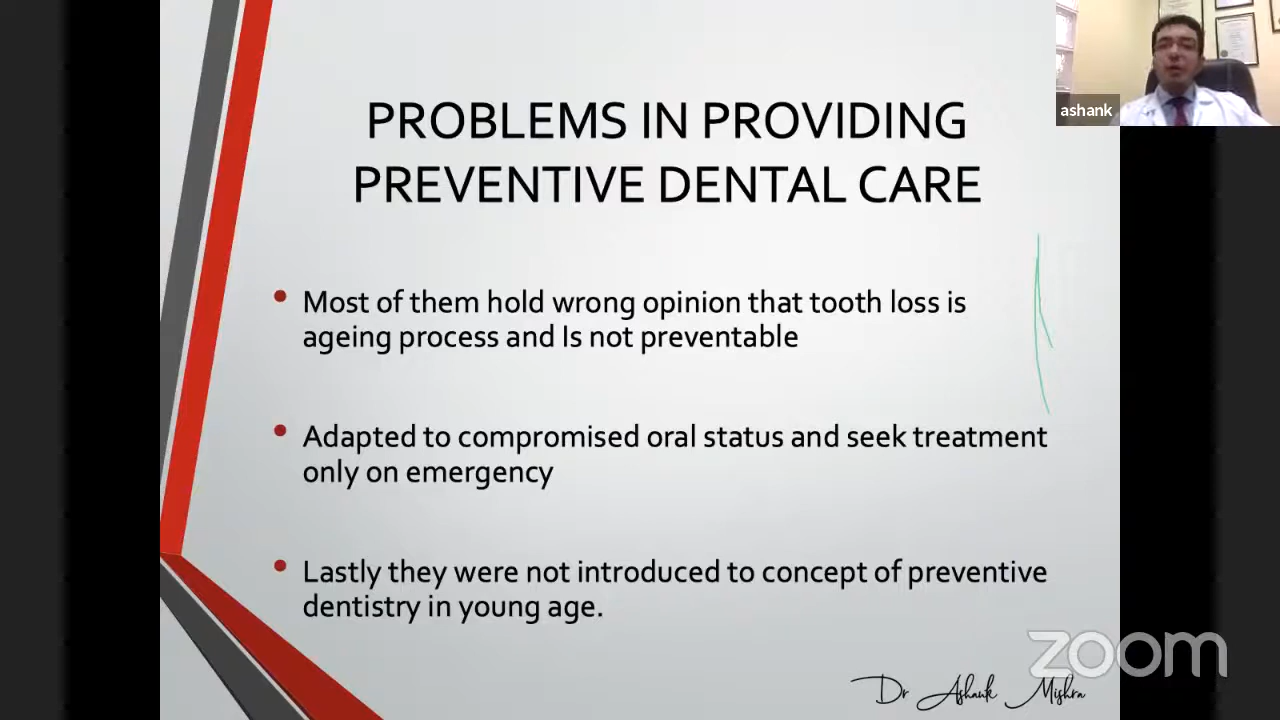 PROBLEMS IN PROVIDING
PREVENTIVE DENTAL CARE
ashank
• Most of them hold wrong opinion that tooth loss is
ageing process and Is not preventable
• Adapted to compromised oral status and seek treatment
only on emergency
• Lastly they were not introduced to concept of preventive
dentistry in young age.
zoom
Dr Ashank Mishra